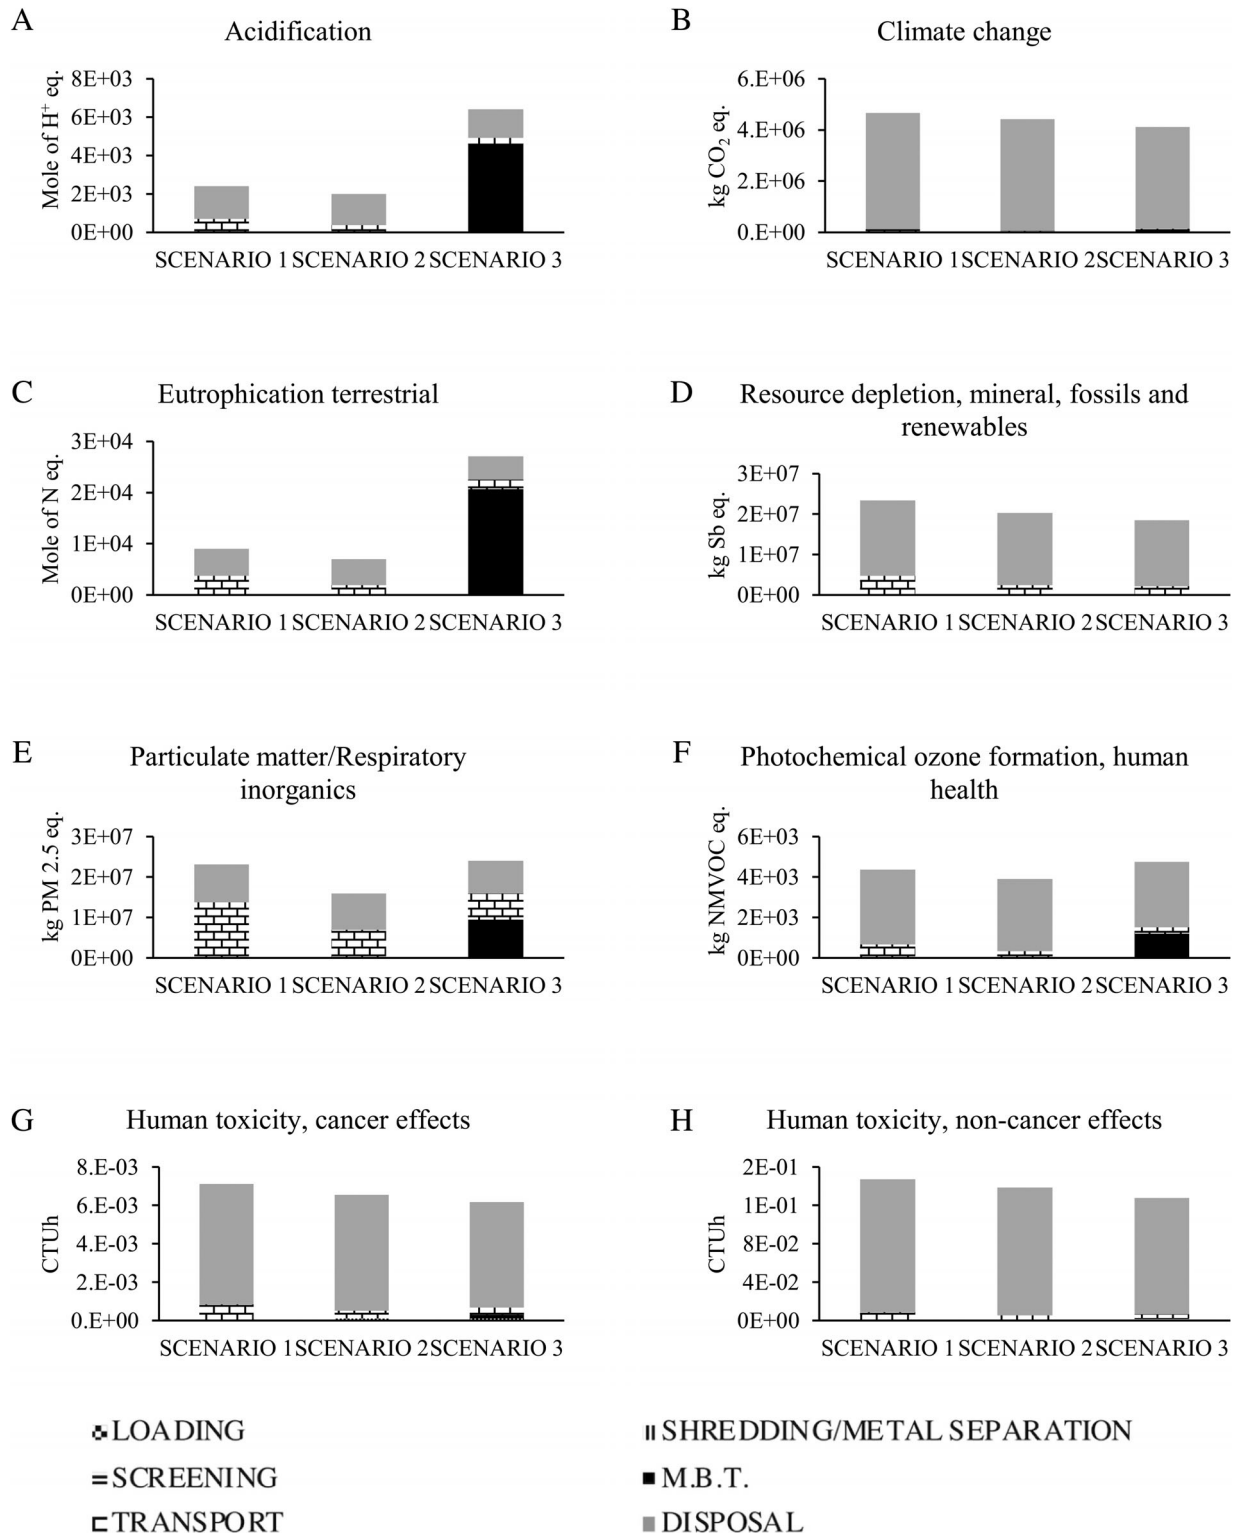 A
Acidification
Mole of H+ eq.
8E+03
6E+03
4E+03
2E+03
0E+00
SCENARIO 1 SCENARIO 2 SCENARIO 3
B
Climate change
kg CO2 eq.
6.E+06
4.E+06
2.E+06
0.E+00
SCENARIO 1 SCENARIO 2 SCENARIO 3
C
Eutrophication terrestrial
Mole of N eq.
3E+04
2E+04
1E+04
0E+00
SCENARIO 1 SCENARIO 2 SCENARIO 3
D
Resource depletion, mineral, fossils and
renewables
kg Sb eq.
3E+07
2E+07
1E+07
0E+00
SCENARIO 1 SCENARIO 2 SCENARIO 3
E
Particulate matter/Respiratory
inorganics
kg PM 2.5 eq.
3E+07
2E+07
1E+07
0E+00
SCENARIO 1 SCENARIO 2 SCENARIO 3
F
Photochemical ozone formation, human
health
kg NMVOC eq.
6E+03
4E+03
2E+03
0E+00
SCENARIO 1 SCENARIO 2 SCENARIO 3
G
Human toxicity, cancer effects
CTUh
8.E-03
6.E-03
4.E-03
2.E-03
0.E+00
SCENARIO 1 SCENARIO 2 SCENARIO 3
H
Human toxicity, non-cancer effects
CTUh
2E-01
1E-01
8E-02
4E-02
0E+00
SCENARIO 1 SCENARIO 2 SCENARIO 3
LOADING
SHREDDING/METAL SEPARATION
SCREENING
M.B.T.
TRANSPORT
DISPOSAL